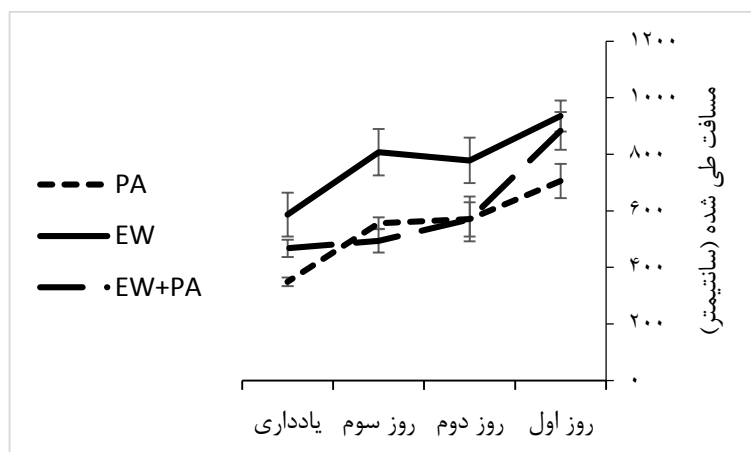 ۱۲۰۰
۱۰۰۰
۸۰۰
۶۰۰
۴۰۰
۲۰۰
۰
مسافت طی شده (سانتیمتر)
روز اول
روز دوم
روز سوم
یادداری
PA
EW
EW+PA